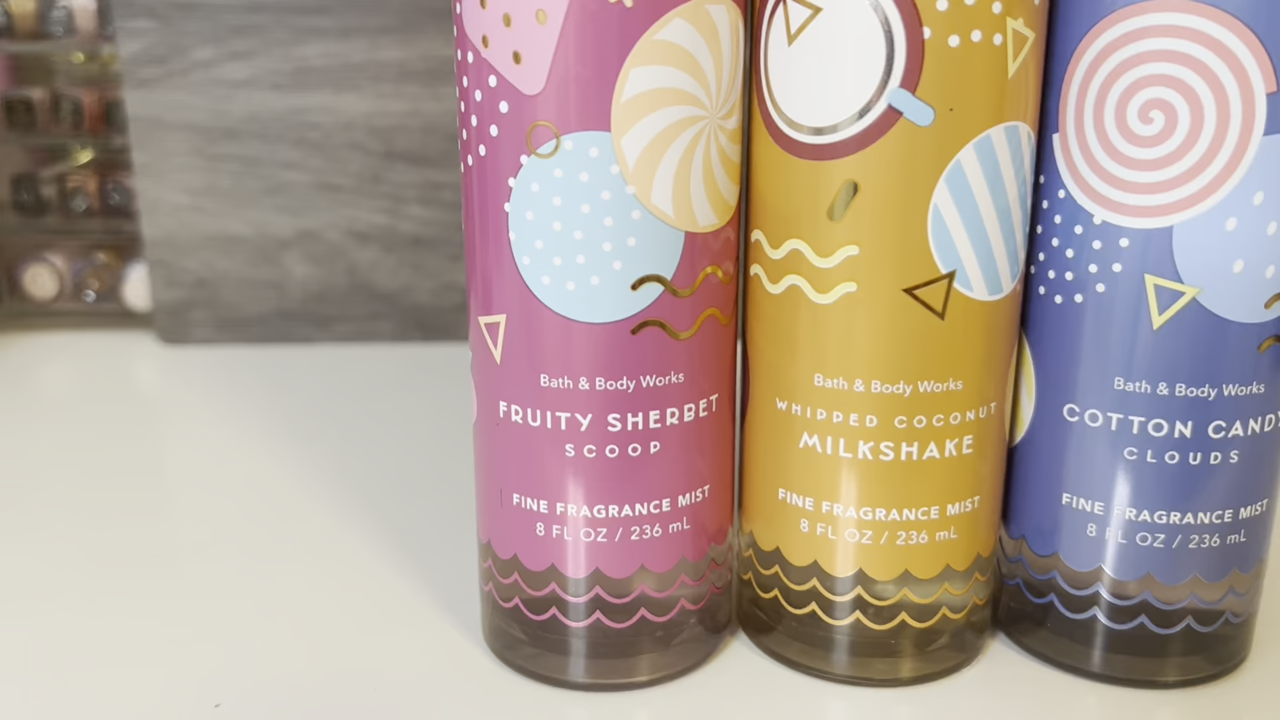 Bath & Body Works
FRUITY SHERBET
SCOOP
FINE FRAGRANCE MIST
8 FL OZ / 236 mL
Bath & Body Works
WHIPPED COCONUT
MILKSHAKE
FINE FRAGRANCE MIST
8 FL OZ / 236 mL
Bath & Body Works
COTTON CANDY
CLOUDS
FINE FRAGRANCE MIST
8 FL OZ / 236 mL